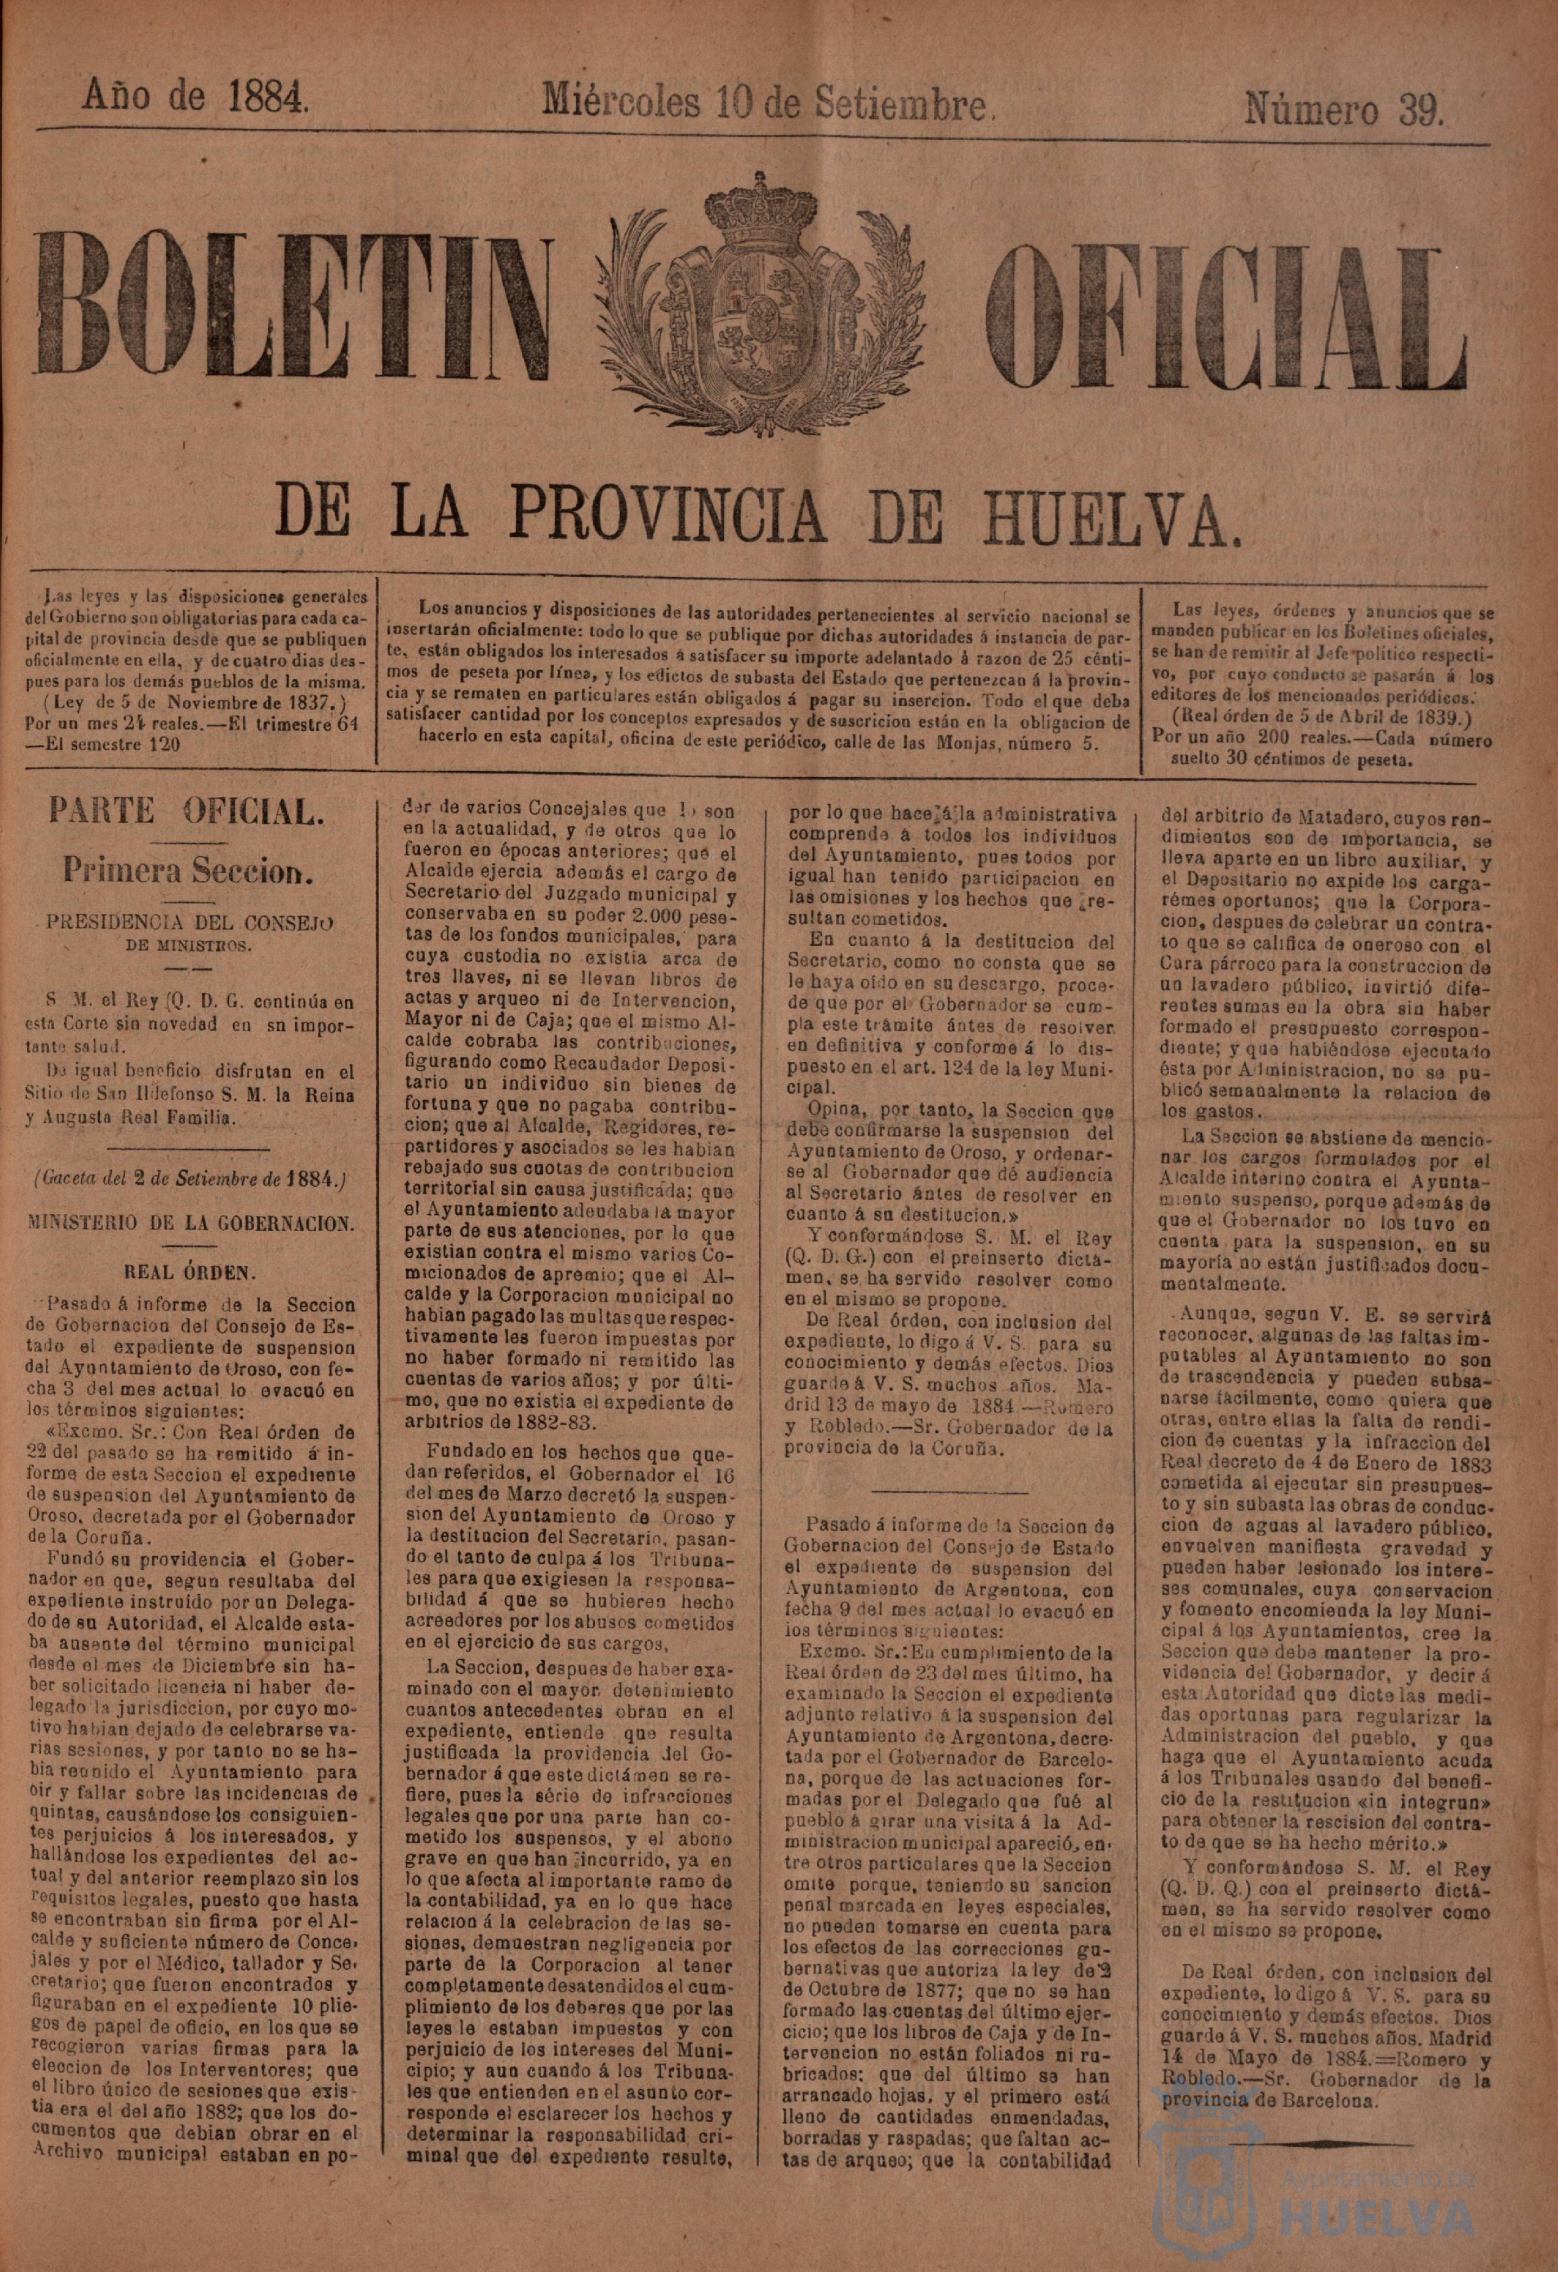 Año de 1884.
Miércoles 10 de Setiembre.
Número 39.
BOLETIN OFICIAL
DE LA PROVINCIA DE HUELVA.
Las leyes y las disposiciones generales
del Gobierno son obligatorias para cada ca-
pital de provincia desde que se publiquen
oficialmente en ella, y de cuatro dias des-
pues para los demás pueblos de la misma.
(Ley de 5 de Noviembre de 1837.)
Por un mes 24 reales.—El trimestre 64
—El semestre 120
Los anuncios y disposiciones de las autoridades pertenecientes al servicio nacional se
insertarán oficialmente: todo lo que se publique por dichas autoridades á instancia de par-
te, están obligados los interesados á satisfacer su importe adelantado á razon de 25 cénti-
mos de peseta por línea, y los edictos de subasta del Estado que pertenezcan á la provin-
cia y se rematen en particulares están obligados á pagar su insercion. Todo el que deba
satisfacer cantidad por los conceptos expresados y de suscricion están en la obligacion de
hacerlo en esta capital, oficina de este periódico, calle de las Monjas, número 5.
Las leyes, órdenes y anuncios que se
manden publicar en los Boletines oficiales,
se han de remitir al Jefe político respecti-
vo, por cuyo conducto se pasarán á los
editores de los mencionados periódicos.
(Real órden de 5 de Abril de 1839.)
Por un año 200 reales.—Cada número
suelto 30 céntimos de peseta.
PARTE OFICIAL.
Primera Seccion.
PRESIDENCIA DEL CONSEJO
DE MINISTROS.
S M. el Rey (Q. D. G. continúa en
esta Corte sin novedad en sn impor-
tante salud.
De igual beneficio disfrutan en el
Sitio de San Ildefonso S. M. la Reina
y Augusta Real Familia.
(Gaceta del 2 de Setiembre de 1884.)
MINISTERIO DE LA GOBERNACION.
REAL ÓRDEN.
Pasado á informe de la Seccion
de Gobernacion del Consejo de Es-
tado el expediente de suspension
del Ayuntamiento de Oroso, con fe-
cha 3 del mes actual lo evacuó en
los términos siguientes:
«Excmo. Sr.: Con Real órden de
22 del pasado se ha remitido á in-
forme de esta Seccion el expediente
de suspension del Ayuntamiento de
Oroso, decretada por el Gobernador
de la Coruña.
Fundó su providencia el Gober-
nador en que, segun resultaba del
expediente instruido por un Delega-
do de su Autoridad, el Alcalde esta-
ba ausente del término municipal
desde el mes de Diciembre sin ha-
ber solicitado licencia ni haber de-
legado la jurisdiccion, por cuyo mo-
tivo habian dejado de celebrarse va-
rias sesiones, y por tanto no se ha-
bia reunido el Ayuntamiento para
oir y fallar sobre las incidencias de
quintas, causándose los consiguien-
tes perjuicios á los interesados, y
hallándose los expedientes del ac-
tual y del anterior reemplazo sin los
requisitos legales, puesto que hasta
se encontraban sin firma por el Al-
calde y suficiente número de Conce-
jales y por el Médico, tallador y Se-
cretario; que fueron encontrados y
figuraban en el expediente 10 plie-
gos de papel de oficio, en los que se
recogieron varias firmas para la
eleccion de los Interventores; que
el libro único de sesiones que exis-
tia era el del año 1882; que los do-
cumentos que debian obrar en el
Archivo municipal estaban en po-
der de varios Concejales que lo son
en la actualidad, y de otros que lo
fueron en épocas anteriores; que el
Alcalde ejercia además el cargo de
Secretario del Juzgado municipal y
conservaba en su poder 2.000 pese-
tas de los fondos municipales, para
cuya custodia no existia arca de
tres llaves, ni se llevan libros de
actas y arqueo ni de Intervencion,
Mayor ni de Caja; que el mismo Al-
calde cobraba las contribuciones,
figurando como Recaudador Deposi-
tario un individuo sin bienes de
fortuna y que no pagaba contribu-
cion; que al Alcalde, Regidores, re-
partidores y asociados se les habian
rebajado sus cuotas de contribucion
territorial sin causa justificada; que
el Ayuntamiento adeudaba la mayor
parte de sus atenciones, por lo que
existian contra el mismo varios Co-
micionados de apremio; que el Al-
calde y la Corporacion municipal no
habian pagado las multas que respec-
tivamente les fueron impuestas por
no haber formado ni remitido las
cuentas de varios años; y por últi-
mo, que no existia el expediente de
arbitrios de 1882-83.
Fundado en los hechos que que-
dan referidos, el Gobernador el 16
del mes de Marzo decretó la suspen-
sion del Ayuntamiento de Oroso y
la destitucion del Secretario, pasan-
do el tanto de culpa á los Tribuna-
les para que exigiesen la responsa-
bilidad á que se hubieren hecho
acreedores por los abusos cometidos
en el ejercicio de sus cargos,
La Seccion, despues de haber exa-
minado con el mayor detenimiento
cuantos antecedentes obran en el
expediente, entiende que resulta
justificada la providencia del Go-
bernador á que este dictámen se re-
fiere, pues la série de infracciones
legales que por una parte han co-
metido los suspensos, y el abono
grave en que han incurrido, ya en
lo que afecta al importante ramo de
la contabilidad, ya en lo que hace
relacion á la celebracion de las se-
siones, demuestran negligencia por
parte de la Corporacion al tener
completamente desatendidos el cum-
plimiento de los deberes que por las
leyes le estaban impuestos y con
perjuicio de los intereses del Muni-
cipio; y aun cuando á los Tribuna-
les que entienden en el asunto cor-
responde el esclarecer los hechos y
determinar la responsabilidad cri-
minal que del expediente resulte,
por lo que hace á la administrativa
comprende á todos los individuos
del Ayuntamiento, pues todos por
igual han tenido participacion en
las omisiones y los hechos que re-
sultan cometidos.
En cuanto á la destitucion del
Secretario, como no consta que se
le haya oido en su descargo, proce-
de que por el Gobernador se cum-
pla este trámite ántes de resolver
en definitiva y conforme á lo dis-
puesto en el art. 124 de la ley Muni-
cipal.
Opina, por tanto, la Seccion que
debe confirmarse la suspension del
Ayuntamiento de Oroso, y ordenar-
se al Gobernador que dé audiencia
al Secretario ántes de resolver en
cuanto á su destitucion.»
Y conformándose S. M. el Rey
(Q. D. G.) con el preinserto dictá-
men, se ha servido resolver como
en el mismo se propone.
De Real órden, con inclusion del
expediente, lo digo á V. S. para su
conocimiento y demás efectos. Dios
guarde á V. S. muchos años. Ma-
drid 13 de mayo de 1884.—Romero
y Robledo.—Sr. Gobernador de la
provincia de la Coruña.
Pasado á informe de la Seccion de
Gobernacion del Consejo de Estado
el expediente de suspension del
Ayuntamiento de Argentona, con
fecha 9 del mes actual lo evacuó en
los términos siguientes:
Excmo. Sr.: En cumplimiento de la
Real órden de 23 del mes último, ha
examinado la Seccion el expediente
adjunto relativo á la suspension del
Ayuntamiento de Argentona, decre-
tada por el Gobernador de Barcelo-
na, porque de las actuaciones for-
madas por el Delegado que fué al
pueblo á girar una visita á la Ad-
ministracion municipal apareció, en-
tre otros particulares que la Seccion
omite porque, teniendo su sancion
penal marcada en leyes especiales,
no pueden tomarse en cuenta para
los efectos de las correcciones gu-
bernativas que autoriza la ley de 2
de Octubre de 1877; que no se han
formado las cuentas del último ejer-
cicio; que los libros de Caja y de In-
tervencion no están foliados ni ru-
bricados; que del último se han
arrancado hojas, y el primero está
lleno de cantidades enmendadas,
borradas y raspadas; que faltan ac-
tas de arqueo; que la contabilidad
del arbitrio de Matadero, cuyos ren-
dimientos son de importancia, se
lleva aparte en un libro auxiliar, y
el Depositario no expide los carga-
rémes oportunos; que la Corpora-
cion, despues de celebrar un contra-
to que se califica de oneroso con el
Cura párroco para la construccion de
un lavadero público, invirtió dife-
rentes sumas en la obra sin haber
formado el presupuesto correspon-
diente; y que habiéndose ejecutado
ésta por Administracion, no se pu-
blicó semanalmente la relacion de
los gastos.
La Seccion se abstiene de mencio-
nar los cargos formulados por el
Alcalde interino contra el Ayunta-
miento suspenso, porque además de
que el Gobernador no los tuvo en
cuenta para la suspension, en su
mayoría no están justificados docu-
mentalmente.
Aunque, segun V. E. se servirá
reconocer, algunas de las faltas im-
putables al Ayuntamiento no son
de trascendencia y pueden subsa-
narse fácilmente, como quiera que
otras, entre ellas la falta de rendi-
cion de cuentas y la infraccion del
Real decreto de 4 de Enero de 1883
cometida al ejecutar sin presupues-
to y sin subasta las obras de conduc-
cion de aguas al lavadero público,
envuelven manifiesta gravedad y
pueden haber lesionado los intere-
ses comunales, cuya conservacion
y fomento encomienda la ley Muni-
cipal á los Ayuntamientos, cree la
Seccion que debe mantener la pro-
videncia del Gobernador, y decir á
esta Autoridad que dicte las medi-
das oportunas para regularizar la
Administracion del pueblo, y que
haga que el Ayuntamiento acuda
á los Tribunales usando del benefi-
cio de la restitucion «in integrun»
para obtener la rescision del contra-
to de que se ha hecho mérito.»
Y conformándose S. M. el Rey
(Q. D. Q.) con el preinserto dictá-
men, se ha servido resolver como
en el mismo se propone.
De Real órden, con inclusion del
expediente, lo digo á V. S. para su
conocimiento y demás efectos. Dios
guarde á V. S. muchos años. Madrid
14 de Mayo de 1884.=Romero y
Robledo.—Sr. Gobernador de la
provincia de Barcelona.
Ayuntamiento de
HUELVA